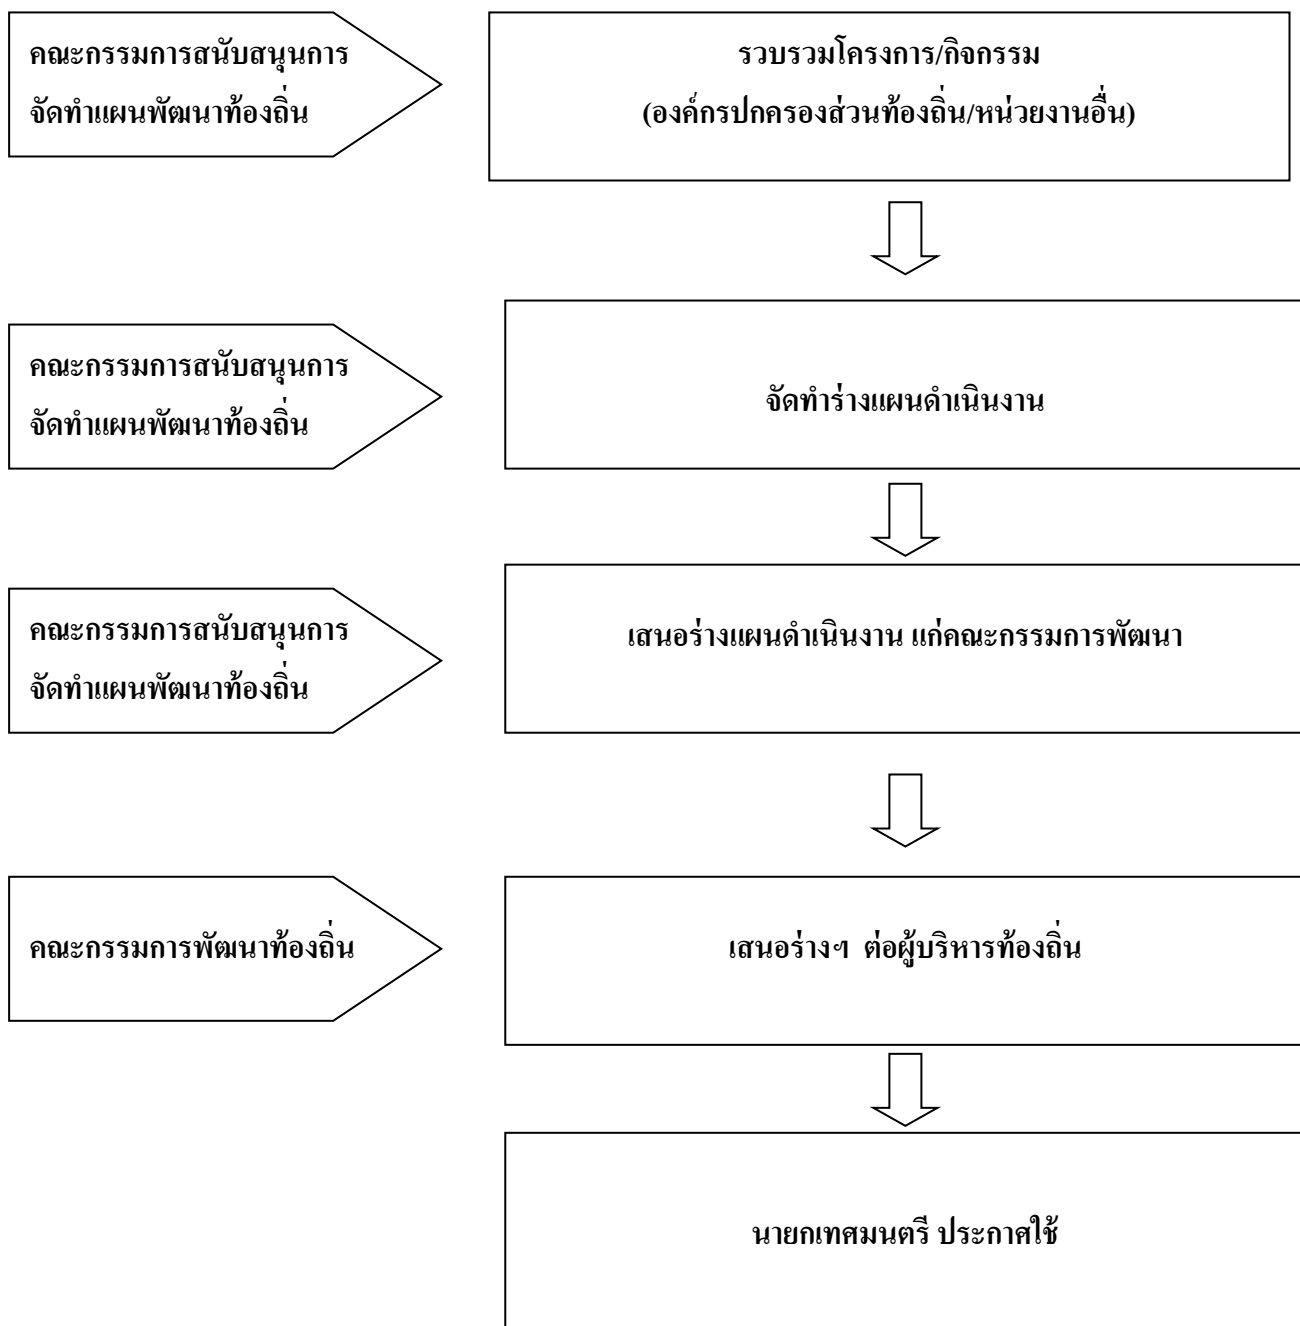 คณะกรรมการสนับสนุนการ
จัดทำแผนพัฒนาท้องถิ่น
รวบรวมโครงการ/กิจกรรม
(องค์กรปกครองส่วนท้องถิ่น/หน่วยงานอื่น)
คณะกรรมการสนับสนุนการ
จัดทำแผนพัฒนาท้องถิ่น
จัดทำร่างแผนดำเนินงาน
คณะกรรมการสนับสนุนการ
จัดทำแผนพัฒนาท้องถิ่น
เสนอร่างแผนดำเนินงาน แก่คณะกรรมการพัฒนา
คณะกรรมการพัฒนาท้องถิ่น
เสนอร่างฯ ต่อผู้บริหารท้องถิ่น
นายกเทศมนตรี ประกาศใช้